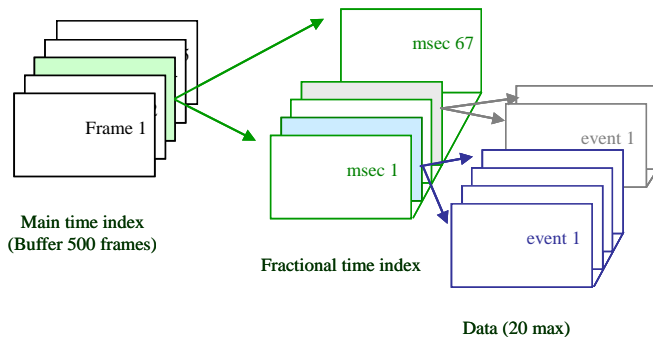 msec 67
Frame 1
event 1
msec 1
Main time index
(Buffer 500 frames)
event 1
Fractional time index
Data (20 max)